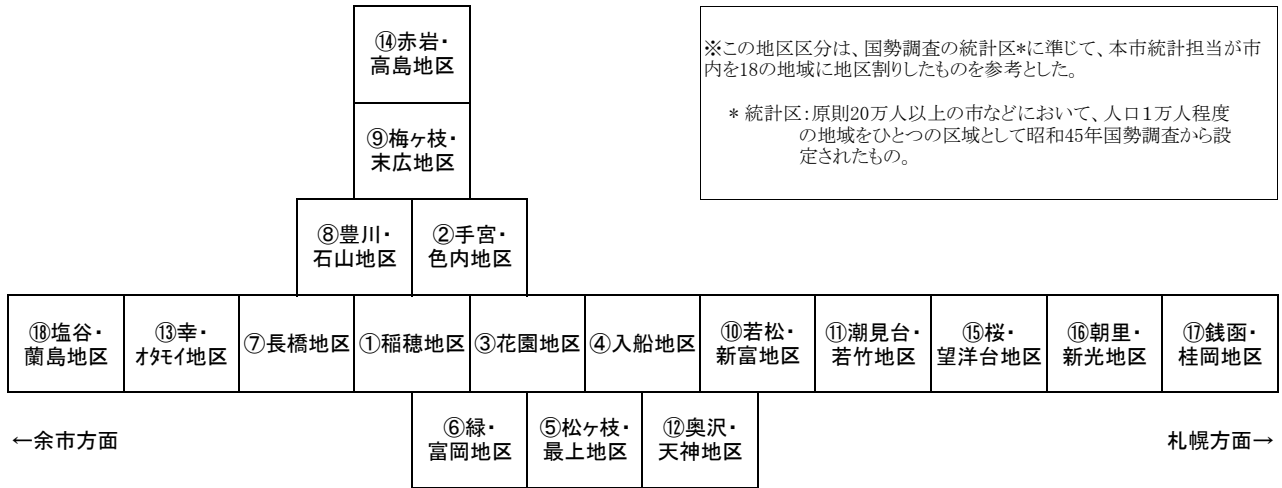 ⑭赤岩・
高島地区
※この地区区分は、国勢調査の統計区*に準じて、本市統計担当が市
内を18の地域に地区割りしたものを参考とした。
* 統計区:原則20万人以上の市などにおいて、人口1万人程度
の地域をひとつの区域として昭和45年国勢調査から設
定されたもの。
⑨梅ヶ枝・
末広地区
⑧豊川・
石山地区
②手宮・
色内地区
⑱塩谷・
蘭島地区
⑬幸・
オタモイ地区
⑦長橋地区
①稲穂地区
③花園地区
④入船地区
⑩若松・
新富地区
⑪潮見台・
若竹地区
⑮桜・
望洋台地区
⑯朝里・
新光地区
⑰銭函・
桂岡地区
←余市方面
⑥緑・
富岡地区
⑤松ヶ枝・
最上地区
⑫奥沢・
天神地区
札幌方面→